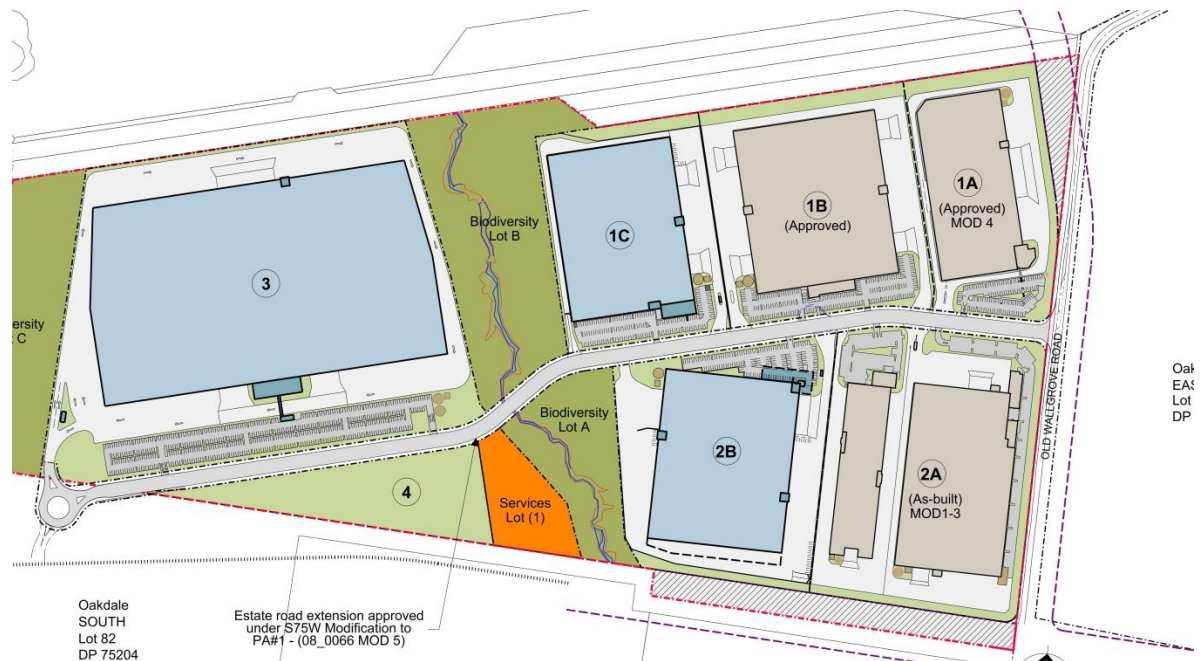 1A
(Approved)
MOD 4
1B
(Approved)
Biodiversity
Lot B
1C
3
ersity
C
OLD WALLGROVE ROAD
Oak
EAS
Lot
DP
Biodiversity
Lot A
2B
2A
(As-built)
MOD1-3
4
Services
Lot (1)
Oakdale
SOUTH
Lot 82
DP 75204
Estate road extension approved
under S75W Modification to
PA#1 - (08_0066 MOD 5)